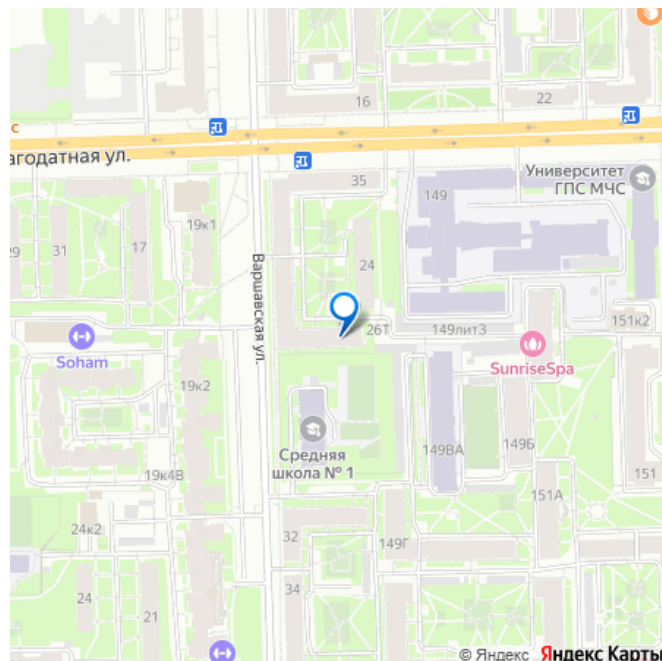 16
22
с
агодатная ул.
35
149
Университет
ГПС МЧС
19к1
29
31
17
Варшавская ул.
24
26Т
149лит3
151к2
Soham
SunriseSpa
19к2
Средняя
школа № 1
149ВА
149Б
19к4В
151А
151
24к2
32
149Г
24
21
34
© Яндекс Яндекс Карты